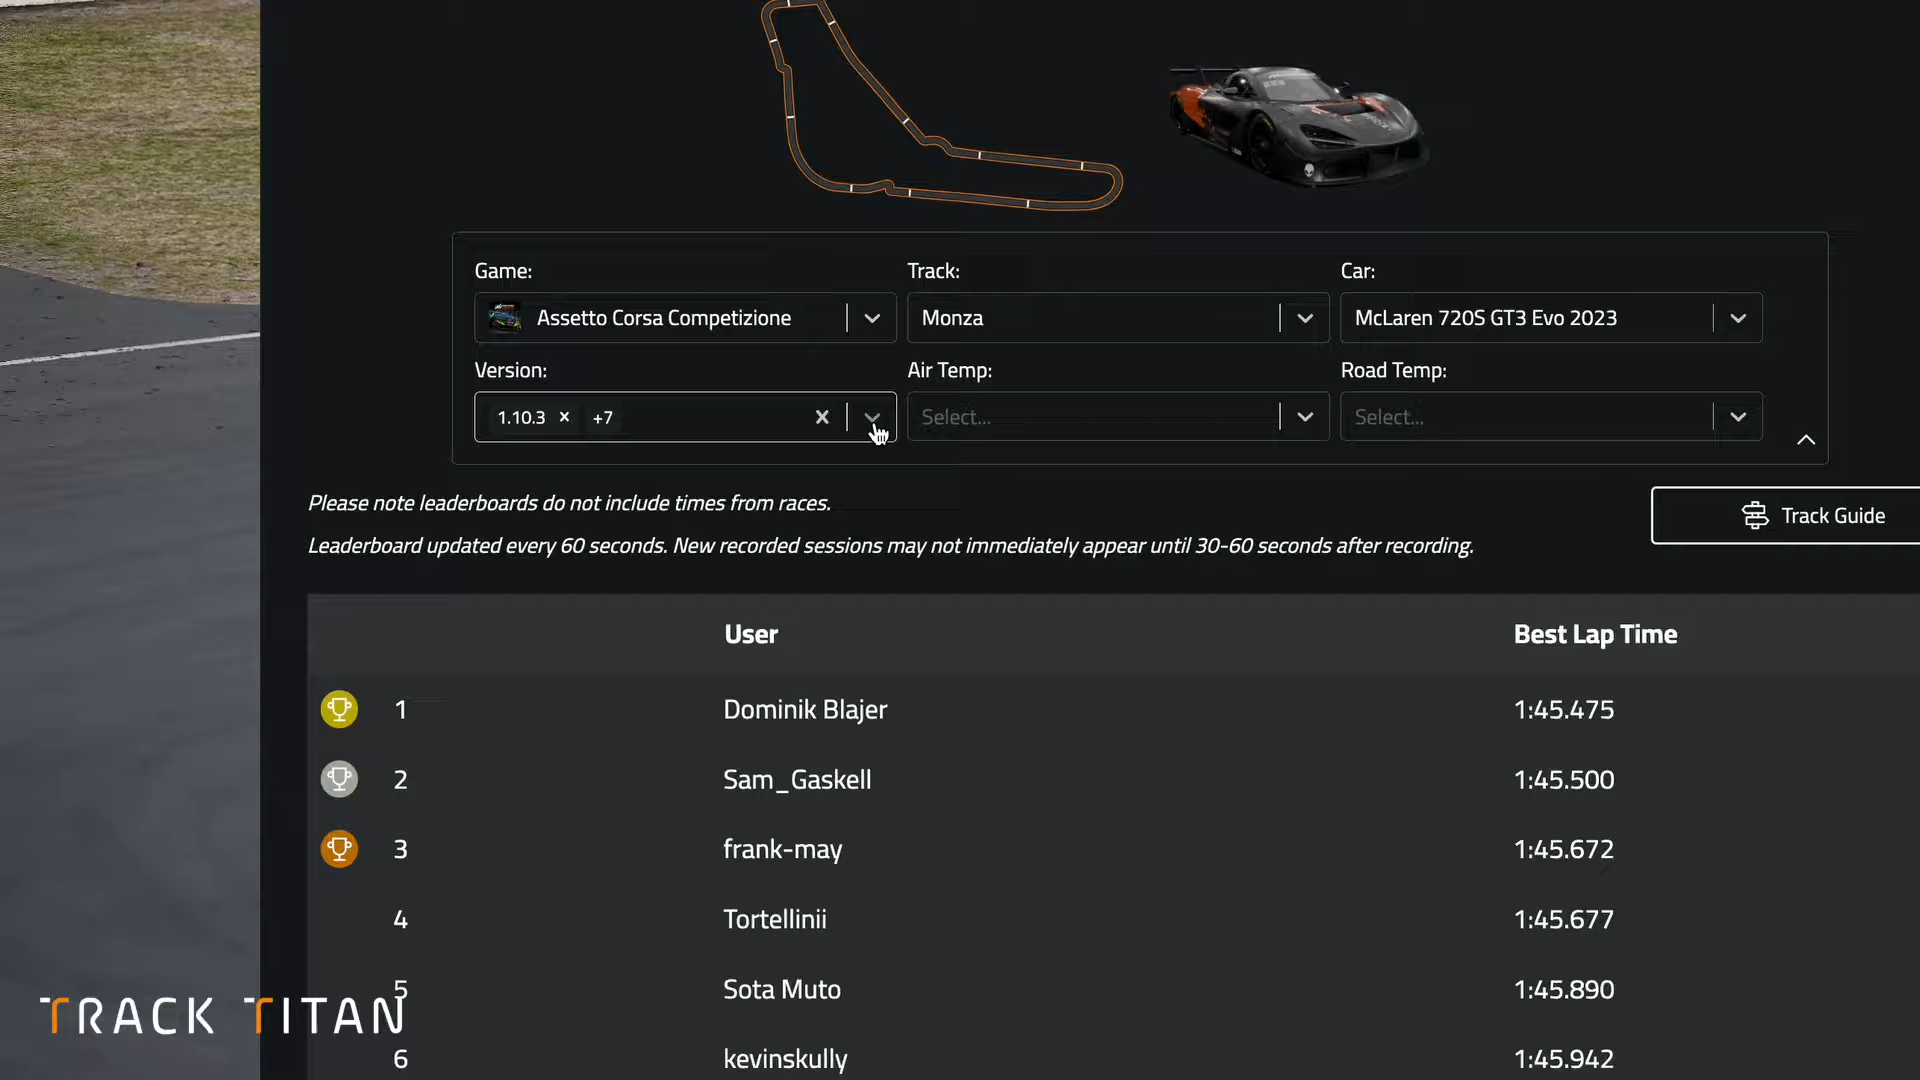 Game: Track: Car:
Assetto Corsa Competizione Monza McLaren 720S GT3 Evo 2023
Version: Air Temp: Road Temp:
1.10.3 × +7 X Select... Select...
Please note leaderboards do not include times from races.
Track Guide
Leaderboard updated every 60 seconds. New recorded sessions may not immediately appear until 30-60 seconds after recording.
User Best Lap Time
1 Dominik Blajer 1:45.475
2 Sam_Gaskell 1:45.500
3 frank-may 1:45.672
4 Tortellinii 1:45.677
5 Sota Muto 1:45.890
TRACK TITAN
6 kevinskully 1:45.942